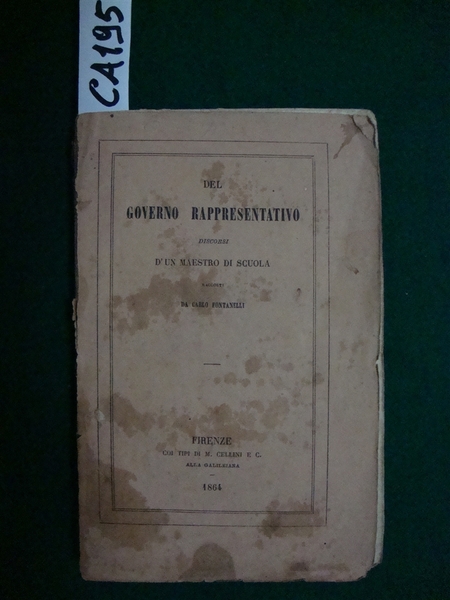 CA195
DEL
GOVERNO RAPPRESENTATIVO
DISCORSI
D'UN MAESTRO DI SCUOLA
RACCOLTI
DA CARLO FONTANELLI
FIRENZE
COI TIPI DI M. CELLINI E C.
ALLA GALILEIANA
1864